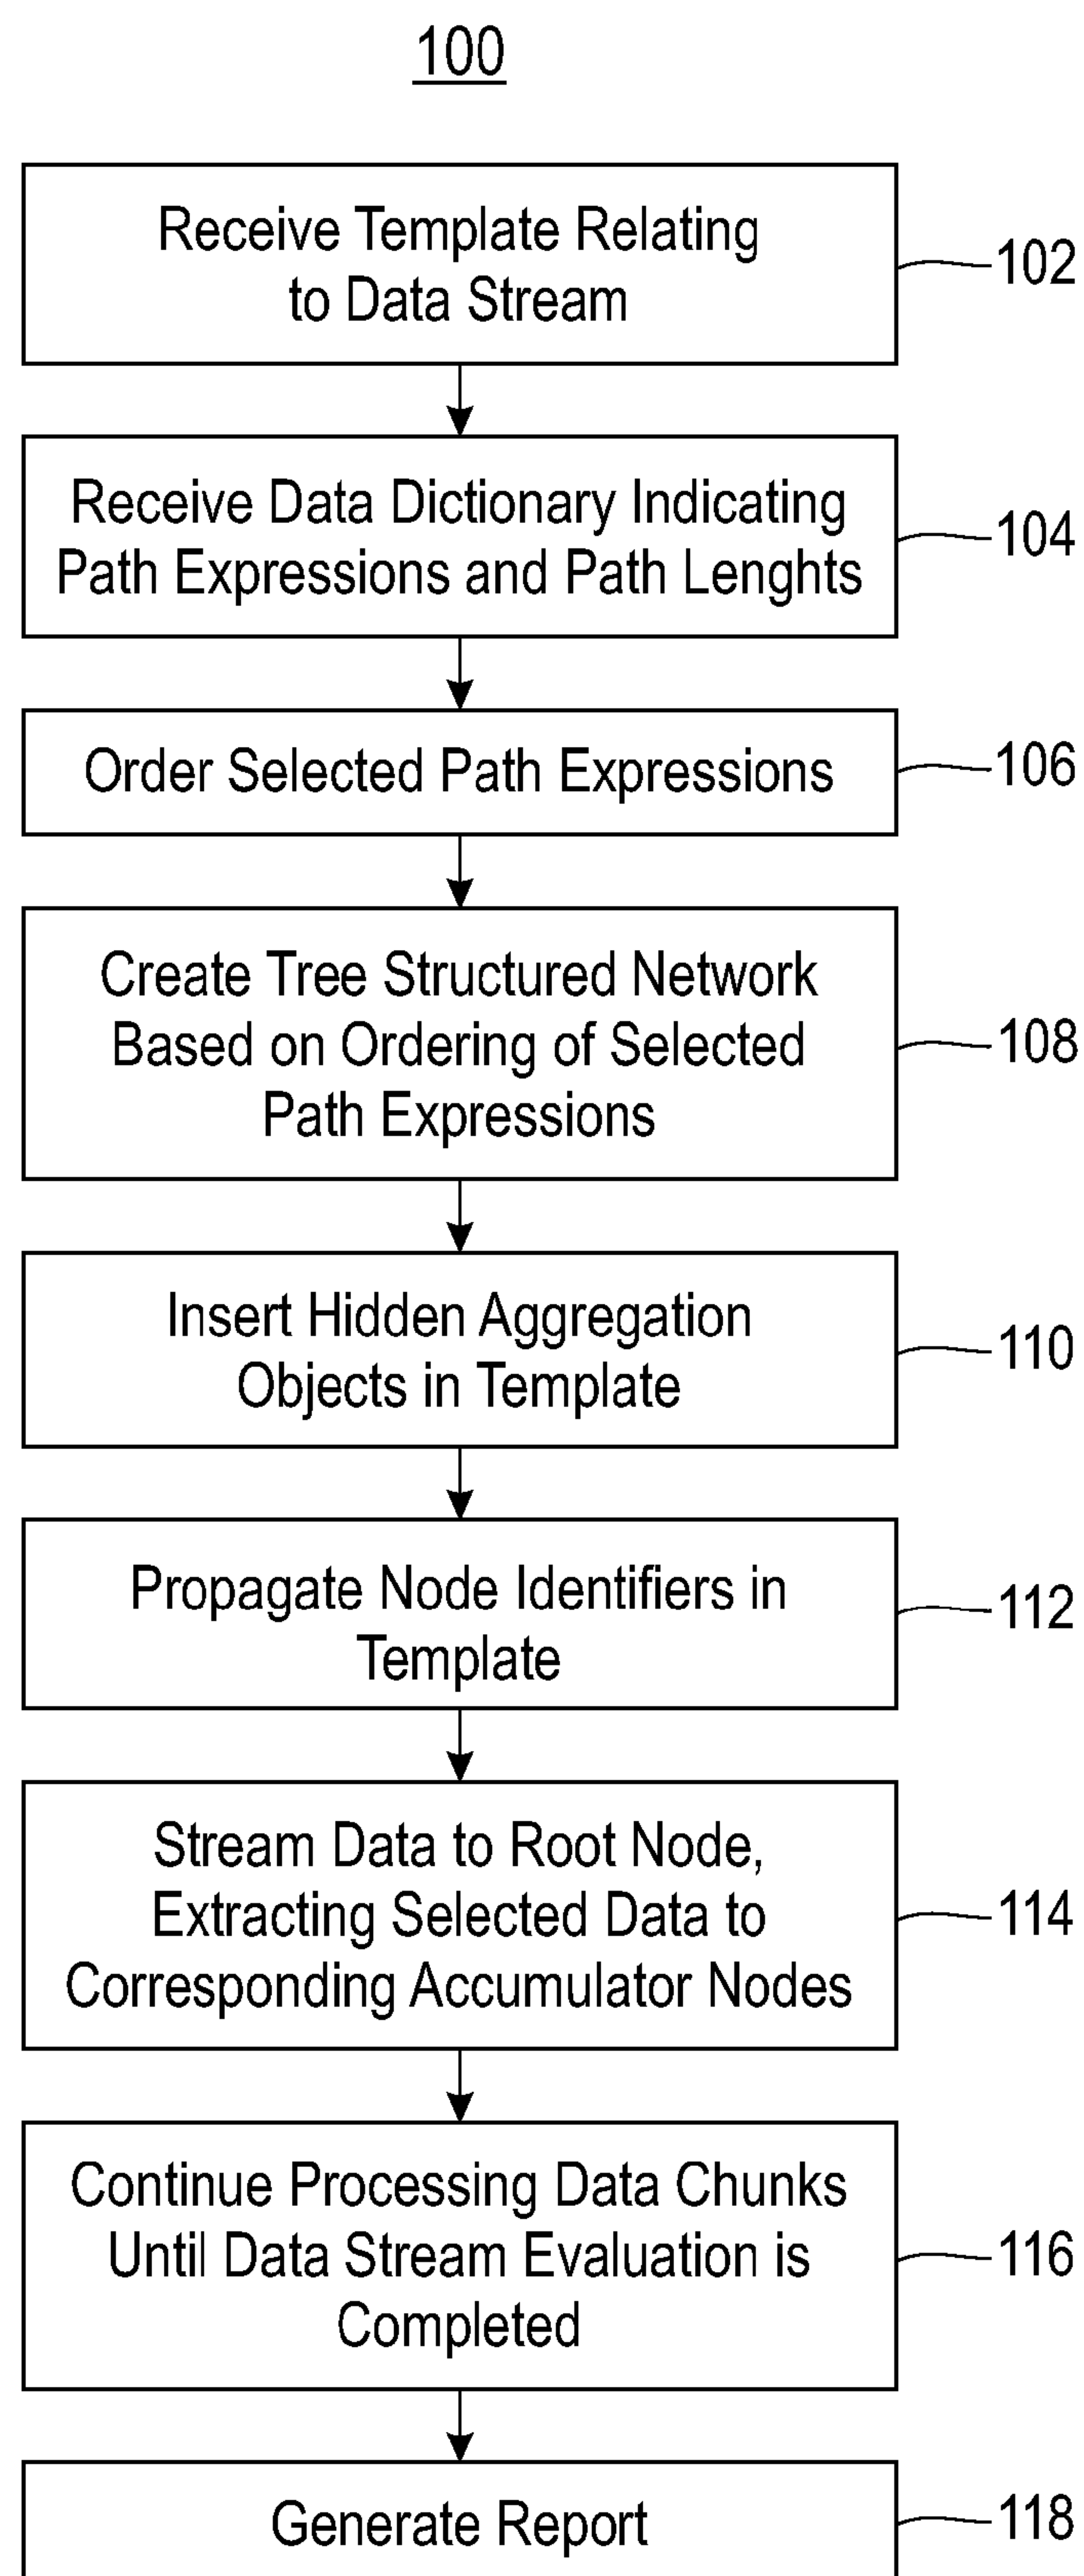 100
Receive Template Relating
to Data Stream
102
Receive Data Dictionary Indicating
Path Expressions and Path Lenghts
104
Order Selected Path Expressions
106
Create Tree Structured Network
Based on Ordering of Selected
Path Expressions
108
Insert Hidden Aggregation
Objects in Template
110
Propagate Node Identifiers in
Template
112
Stream Data to Root Node,
Extracting Selected Data to
Corresponding Accumulator Nodes
114
Continue Processing Data Chunks
Until Data Stream Evaluation is
Completed
116
Generate Report
118